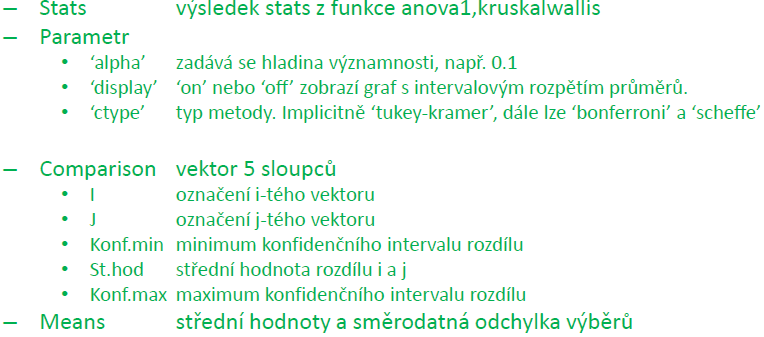 – Stats výsledek stats z funkce anova1,kruskalwallis
– Parametr
• ‘alpha’ zadává se hladina významnosti, např. 0.1
• ‘display’ ‘on’ nebo ‘off’ zobrazí graf s intervalovým rozpětím průměrů.
• ‘ctype’ typ metody. Implicitně ‘tukey-kramer’, dále lze ‘bonferroni’ a ‘scheffe’
– Comparison vektor 5 sloupců
• I označení i-tého vektoru
• J označení j-tého vektoru
• Konf.min minimum konfidenčního intervalu rozdílu
• St.hod střední hodnota rozdílu i a j
• Konf.max maximum konfidenčního intervalu rozdílu
– Means střední hodnoty a směrodatná odchylka výběrů